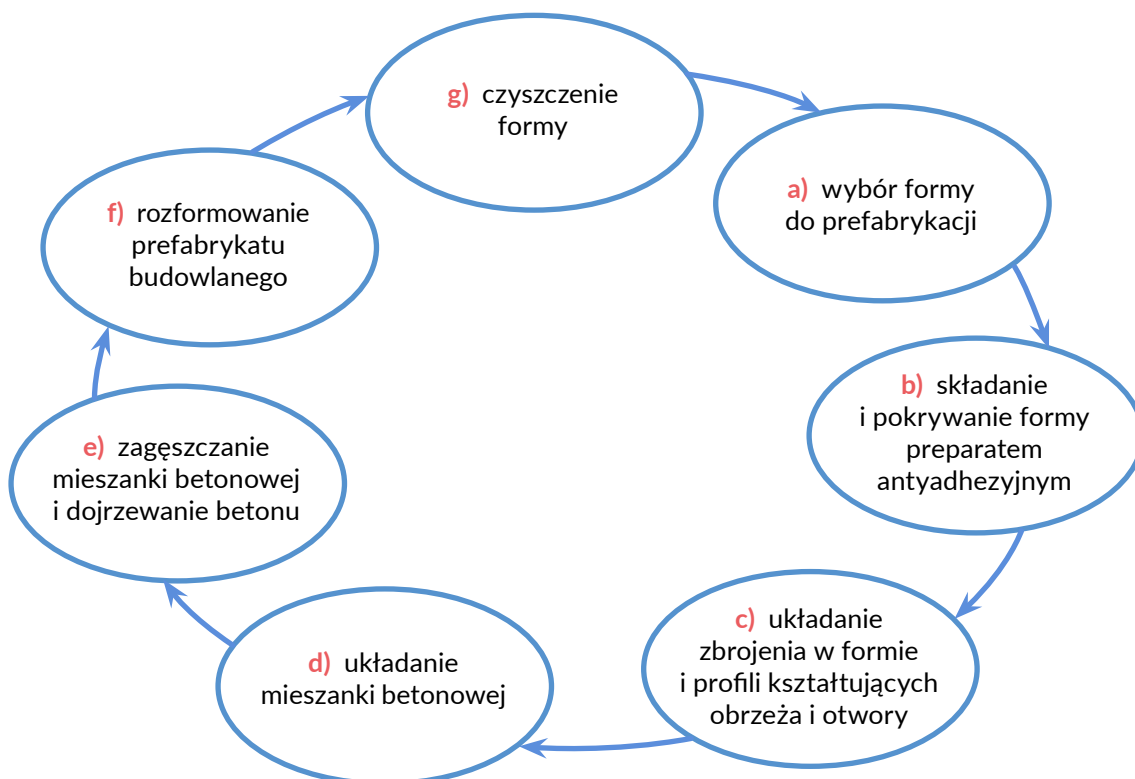 g) czyszczenie
formy
a) wybór formy
do prefabrykacji
b) składanie
i pokrywanie formy
preparatem
antyadhezyjnym
c) układanie
zbrojenia w formie
i profili kształtujących
obrzeża i otwory
d) układanie
mieszanki betonowej
e) zagęszczanie
mieszanki betonowej
i dojrzewanie betonu
f) rozformowanie
prefabrykatu
budowlanego